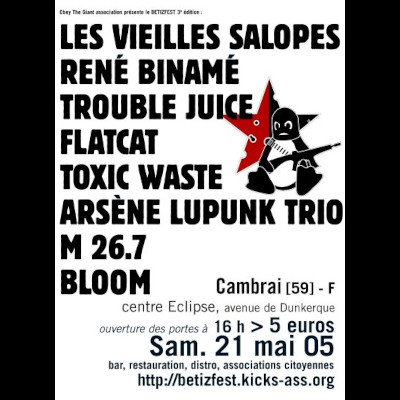 Obey The Giant association présente le BETIZFEST 3e édition :
LES VIEILLES SALOPES
RENÉ BINAMÉ
TROUBLE JUICE
FLATCAT
TOXIC WASTE
ARSÈNE LUPUNK TRIO
M 26.7
BLOOM
Cambrai [59] - F
centre Eclipse, avenue de Dunkerque
ouverture des portes à 16 h > 5 euros
Sam. 21 mai 05
bar, restauration, distro, associations citoyennes
http://betizfest.kicks-ass.org